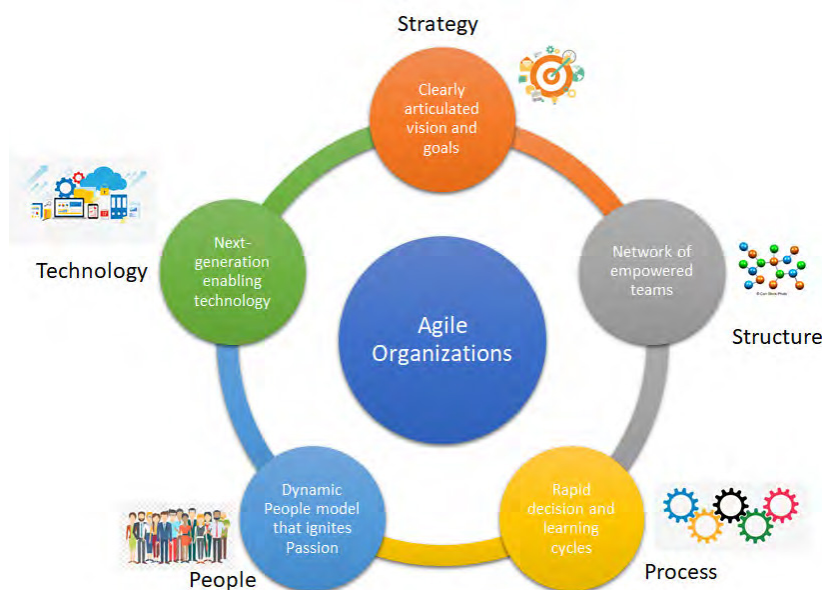 Strategy
Clearly
articulated
vision and
goals
Next-
generation
enabling
technology
Technology
Network of
empowered
teams
Structure
Agile
Organizations
Dynamic
People model
that ignites
Passion
People
Rapid
decision and
learning
cycles
Process